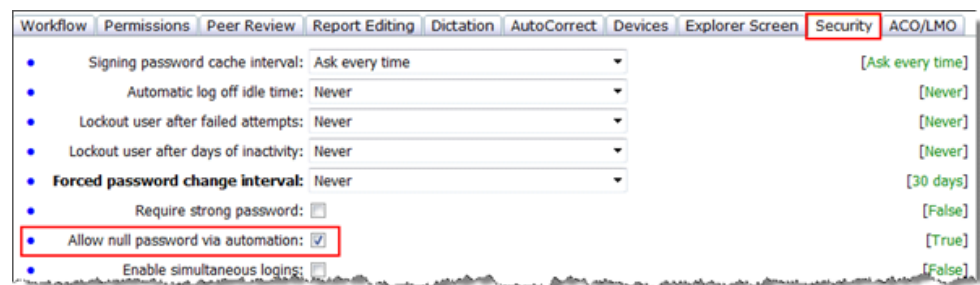 Workflow Permissions Peer Review Report Editing Dictation AutoCorrect Devices Explorer Screen Security ACO/LMO
Signing password cache interval: Ask every time [Ask every time]
Automatic log off idle time: Never [Never]
Lockout user after failed attempts: Never [Never]
Lockout user after days of inactivity: Never [Never]
Forced password change interval: Never [30 days]
Require strong password: [False]
Allow null password via automation: [True]
Enable simultaneous logins: [False]